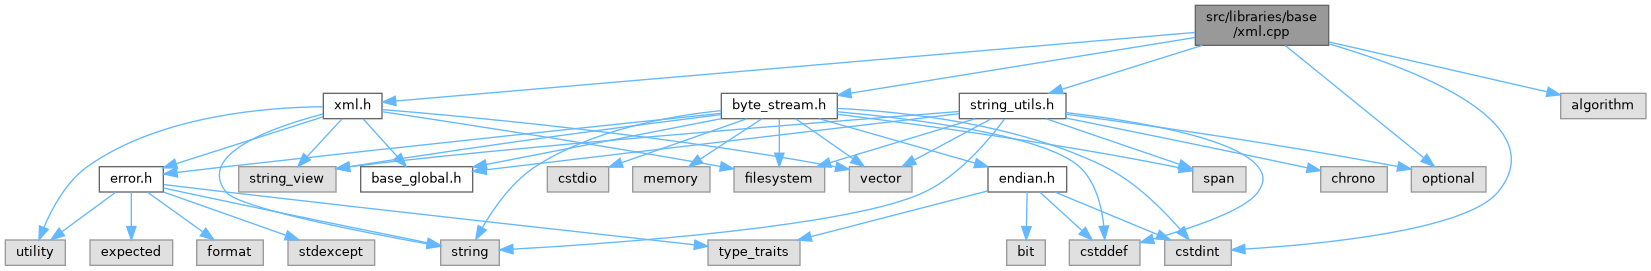 src/libraries/base
/xml.cpp
xml.h
byte_stream.h
string_utils.h
algorithm
error.h
string_view
base_global.h
cstdio
memory
filesystem
vector
endian.h
span
chrono
optional
utility
expected
format
stdexcept
string
type_traits
bit
cstddef
cstdint